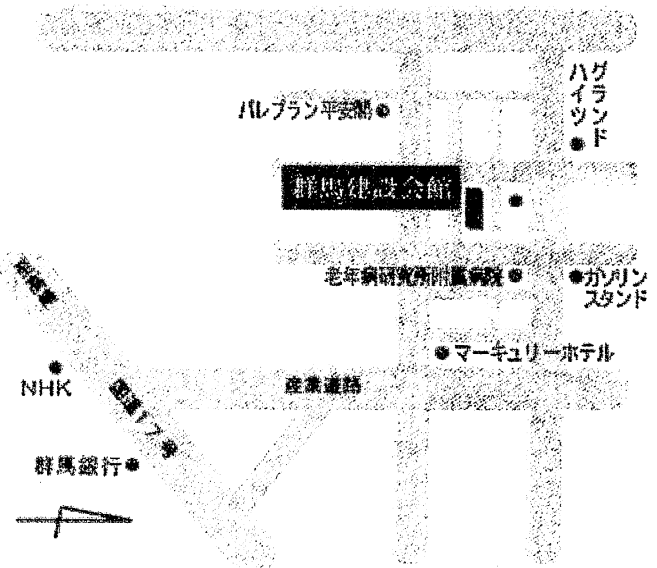 グランド
ハイツ
パレブラン平安閣
群馬建設会館
老年病研究所附属病院
ガソリン
スタンド
マーキュリーホテル
産業道路
NHK
国道17号
群馬銀行